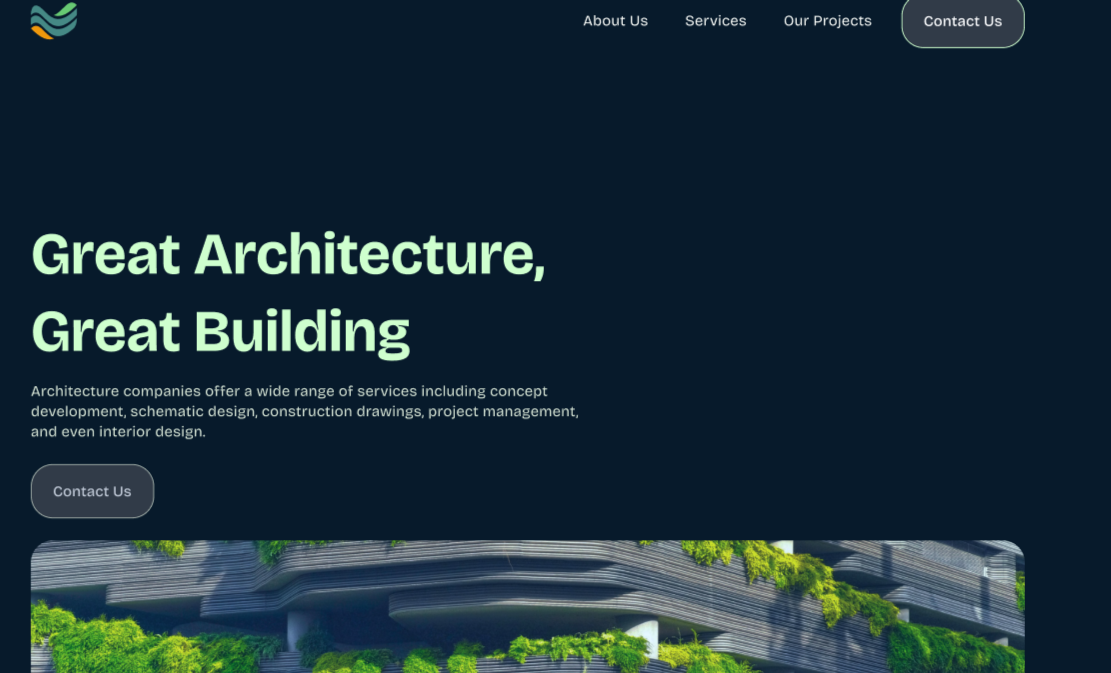 About Us Services Our Projects Contact Us
Great Architecture,
Great Building
Architecture companies offer a wide range of services including concept
development, schematic design, construction drawings, project management,
and even interior design.
Contact Us